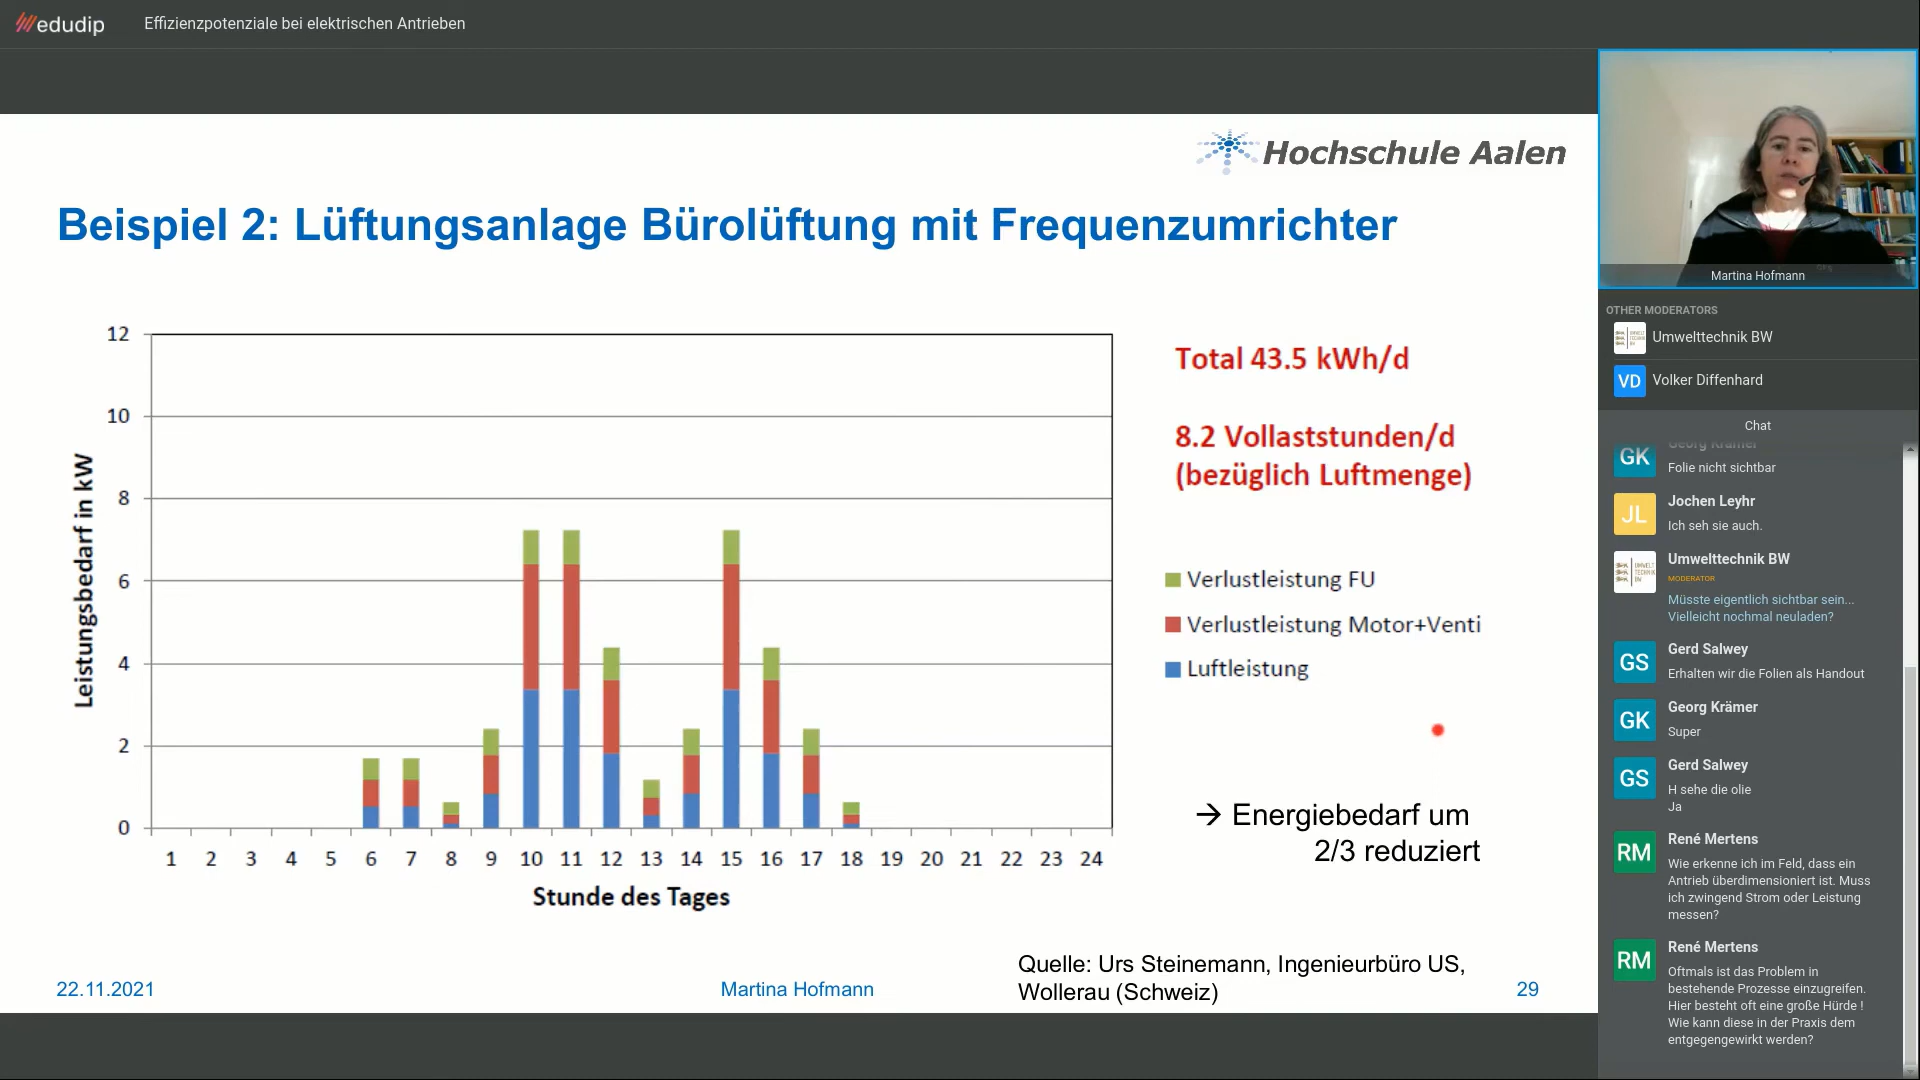 edudip
Effizienzpotenziale bei elektrischen Antrieben
Hochschule Aalen
Beispiel 2: Lüftungsanlage Bürolüftung mit Frequenzumrichter
12
10
8
6
4
2
0
Leistungsbedarf in kW
1 2 3 4 5 6 7 8 9 10 11 12 13 14 15 16 17 18 19 20 21 22 23 24
Stunde des Tages
Total 43.5 kWh/d
8.2 Vollaststunden/d
(bezüglich Luftmenge)
Verlustleistung FU
Verlustleistung Motor+Venti
Luftleistung
→ Energiebedarf um
2/3 reduziert
Quelle: Urs Steinemann, Ingenieurbüro US,
Wollerau (Schweiz)
22.11.2021
Martina Hofmann
29
Martina Hofmann
OTHER MODERATORS
Umwelttechnik BW
VD
Volker Diffenhard
Chat
Georg Krämer
GK
Folie nicht sichtbar
JL
Jochen Leyhr
Ich seh sie auch.
Umwelttechnik BW
MODERATOR
Müsste eigentlich sichtbar sein...
Vielleicht nochmal neuladen?
GS
Gerd Salwey
Erhalten wir die Folien als Handout
GK
Georg Krämer
Super
GS
Gerd Salwey
H sehe die olie
Ja
RM
René Mertens
Wie erkenne ich im Feld, dass ein
Antrieb überdimensioniert ist. Muss
ich zwingend Strom oder Leistung
messen?
RM
René Mertens
Oftmals ist das Problem in
bestehende Prozesse einzugreifen.
Hier besteht oft eine große Hürde !
Wie kann diese in der Praxis dem
entgegengewirkt werden?